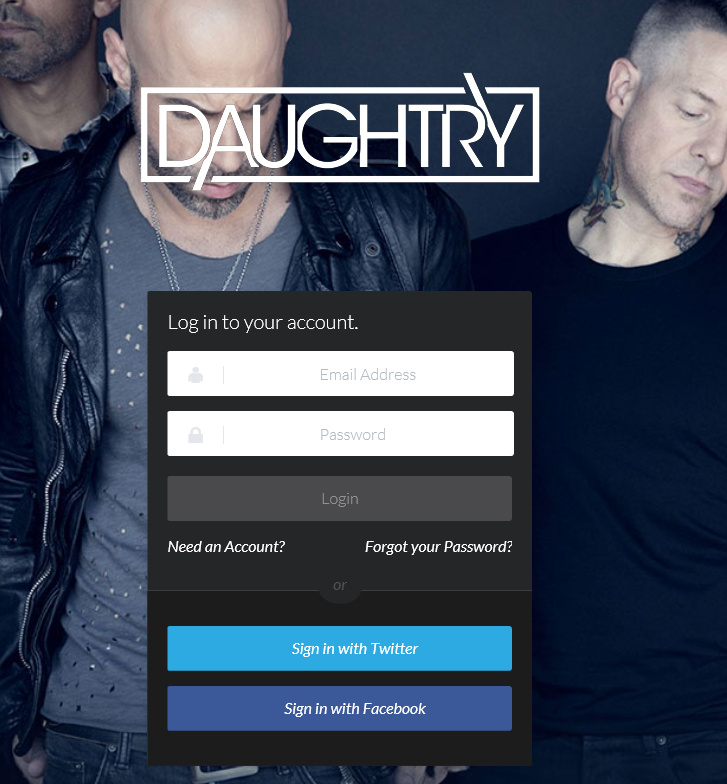 DAUGHTRY
Log in to your account.
Email Address
Password
Login
Need an Account? Forgot your Password?
or
Sign in with Twitter
Sign in with Facebook